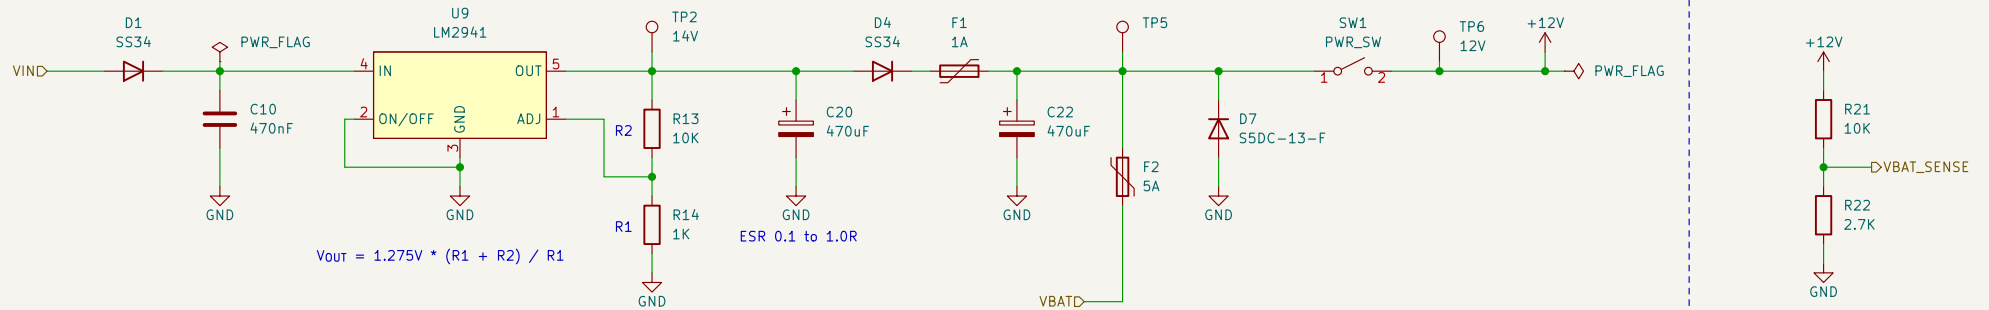 D1
SS34
VIN
PWR_FLAG
C10
470nF
GND
U9
LM2941
4
IN
OUT
5
2
ON/OFF
GND
ADJ
1
3
GND
VOUT = 1.275V * (R1 + R2) / R1
TP2
14V
R2
R13
10K
R1
R14
1K
GND
+
C20
470uF
GND
ESR 0.1 to 1.0R
D4
SS34
F1
1A
+
C22
470uF
GND
TP5
F2
5A
VBAT
D7
S5DC-13-F
GND
SW1
PWR_SW
1
2
TP6
12V
+12V
PWR_FLAG
+12V
R21
10K
VBAT_SENSE
R22
2.7K
GND